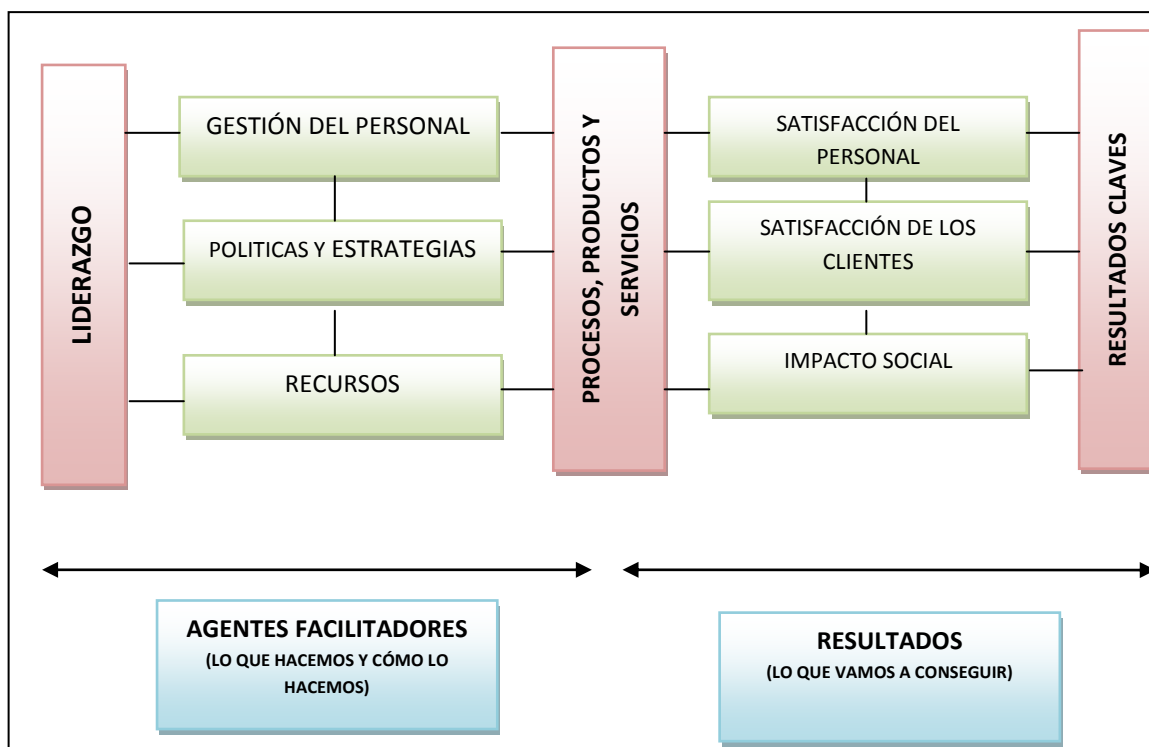 LIDERAZGO
GESTIÓN DEL PERSONAL
POLITICAS Y ESTRATEGIAS
RECURSOS
PROCESOS, PRODUCTOS Y
SERVICIOS
SATISFACCIÓN DEL
PERSONAL
SATISFACCIÓN DE LOS
CLIENTES
IMPACTO SOCIAL
RESULTADOS CLAVES
AGENTES FACILITADORES
(LO QUE HACEMOS Y CÓMO LO
HACEMOS)
RESULTADOS
(LO QUE VAMOS A CONSEGUIR)